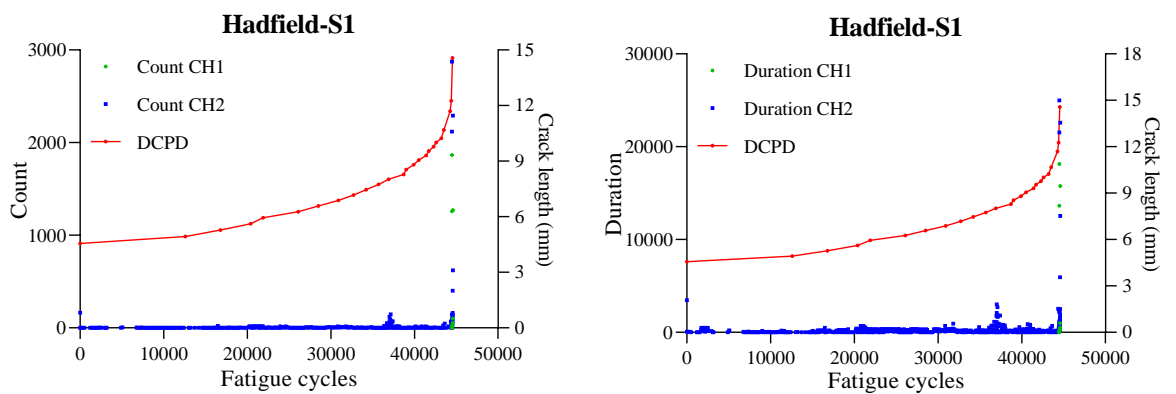 Hadfield-S1
3000
2000
1000
0
Count
15
12
9
6
3
0
Crack length (mm)
Count CH1
Count CH2
DCPD
0
10000
20000
30000
40000
50000
Fatigue cycles
Hadfield-S1
30000
20000
10000
0
Duration
18
15
12
9
6
3
0
Crack length (mm)
Duration CH1
Duration CH2
DCPD
0
10000
20000
30000
40000
50000
Fatigue cycles